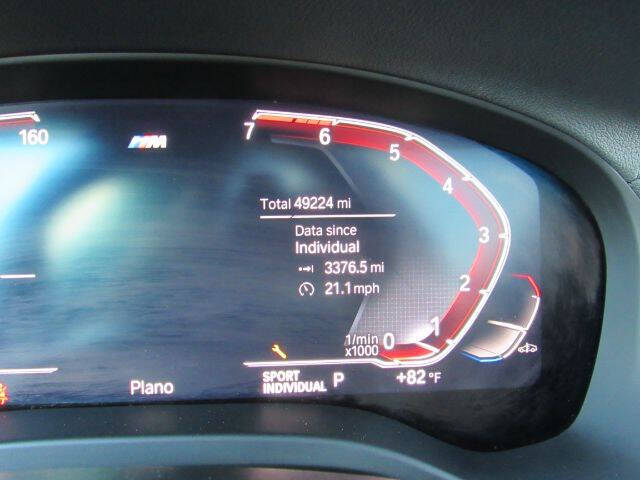 160
M
7
6
5
4
3
2
1
0
Total 49224 mi
Data since
Individual
3376.5 mi
21.1 mph
1/min
x1000
Plano
SPORT
INDIVIDUAL
P
+82 °F